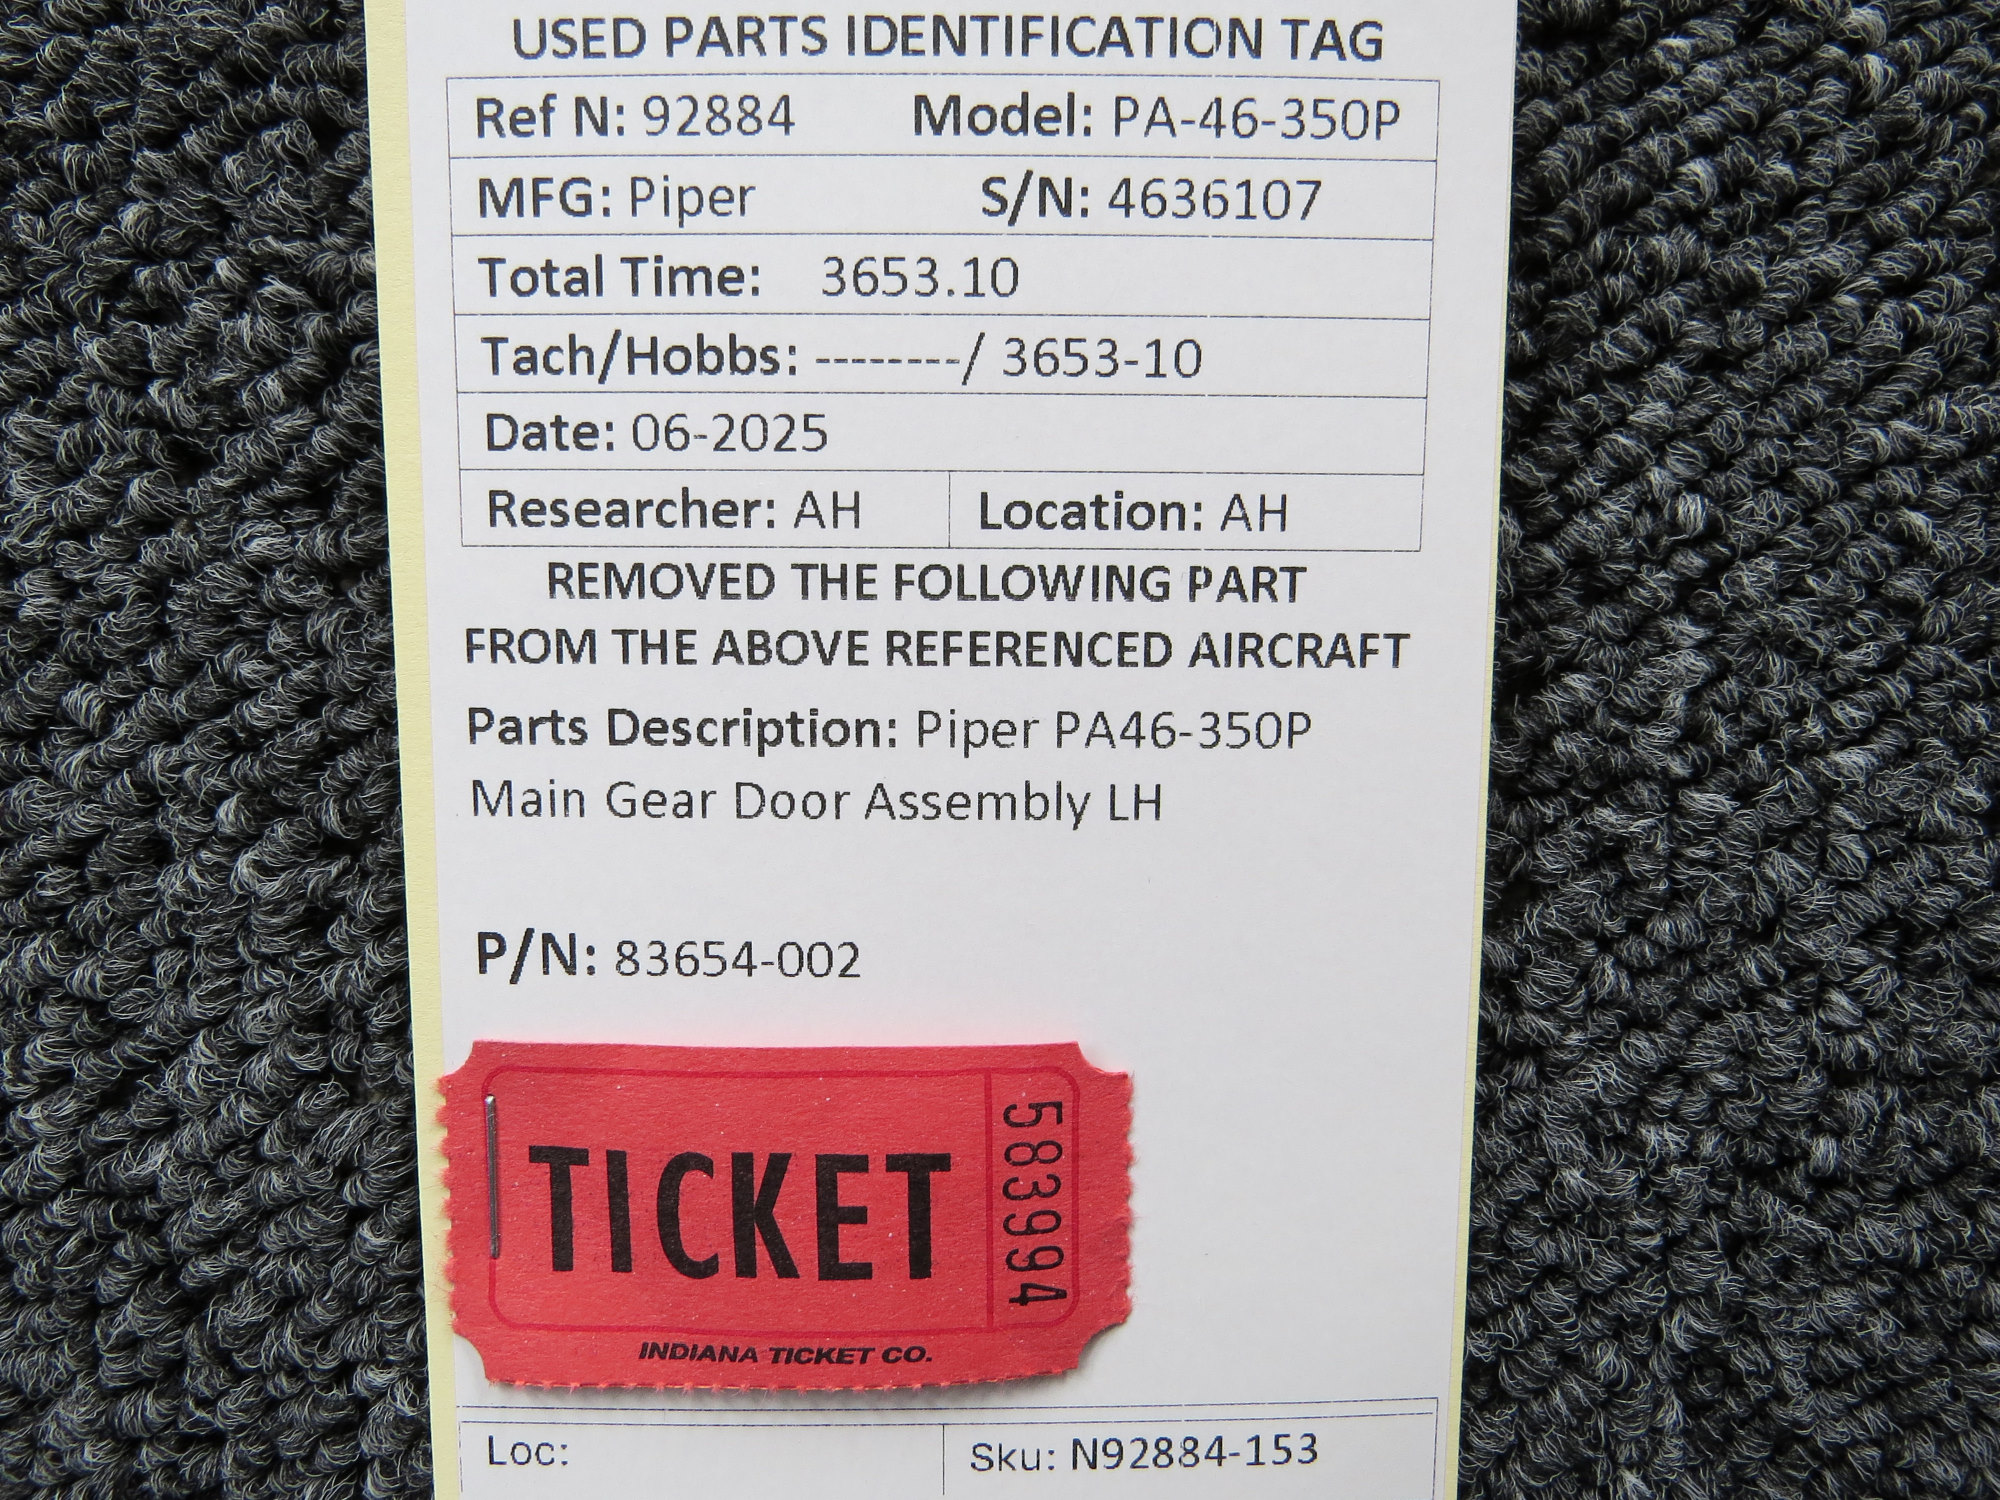 USED PARTS IDENTIFICATION TAG
Ref N: 92884 Model: PA-46-350P
MFG: Piper S/N: 4636107
Total Time: 3653.10
Tach/Hobbs: --------/ 3653-10
Date: 06-2025
Researcher: AH Location: AH
REMOVED THE FOLLOWING PART
FROM THE ABOVE REFERENCED AIRCRAFT
Parts Description: Piper PA46-350P
Main Gear Door Assembly LH
P/N: 83654-002
TICKET
583994
INDIANA TICKET CO.
Loc: Sku: N92884-153